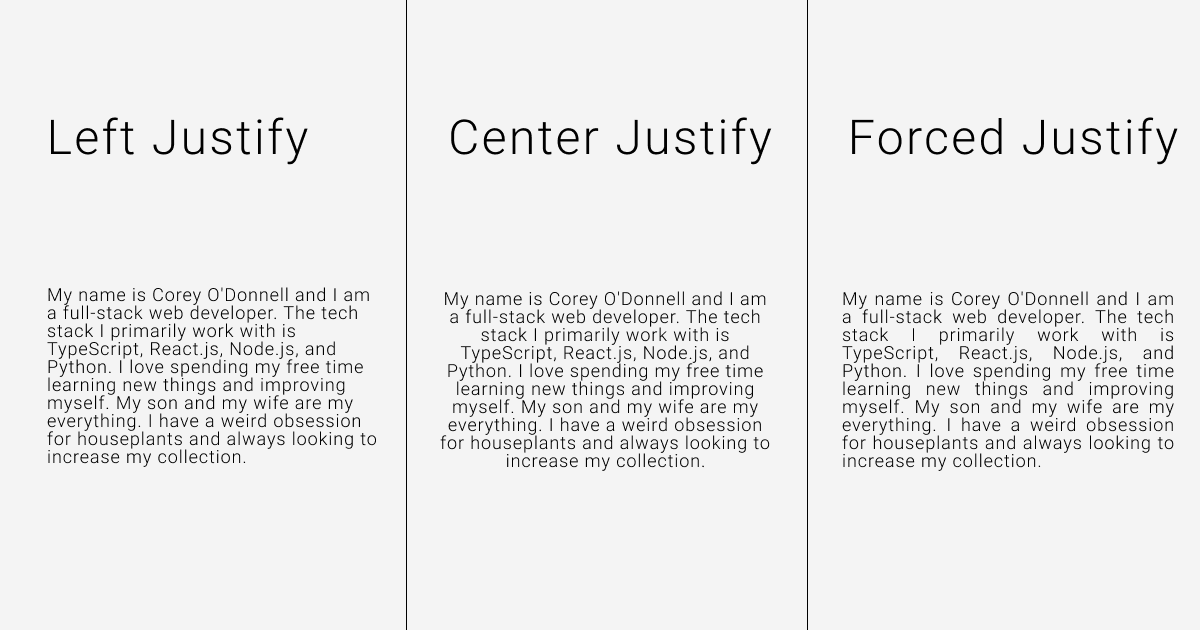 Left Justify
My name is Corey O'Donnell and I am
a full-stack web developer. The tech
stack I primarily work with is
TypeScript, React.js, Node.js, and
Python. I love spending my free time
learning new things and improving
myself. My son and my wife are my
everything. I have a weird obsession
for houseplants and always looking to
increase my collection.
Center Justify
My name is Corey O'Donnell and I am
a full-stack web developer. The tech
stack I primarily work with is
TypeScript, React.js, Node.js, and
Python. I love spending my free time
learning new things and improving
myself. My son and my wife are my
everything. I have a weird obsession
for houseplants and always looking to
increase my collection.
Forced Justify
My name is Corey O'Donnell and I am
a full-stack web developer. The tech
stack I primarily work with is
TypeScript, React.js, Node.js, and
Python. I love spending my free time
learning new things and improving
myself. My son and my wife are my
everything. I have a weird obsession
for houseplants and always looking to
increase my collection.